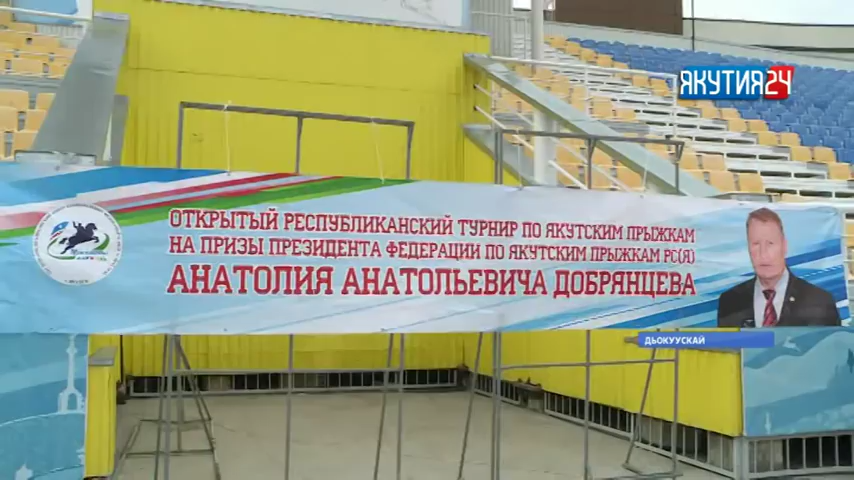 ЯКУТИЯ24
ОТКРЫТЫЙ РЕСПУБЛИКАНСКИЙ ТУРНИР ПО ЯКУТСКИМ ПРЫЖКАМ
НА ПРИЗЫ ПРЕЗИДЕНТА ФЕДЕРАЦИИ ПО ЯКУТСКИМ ПРЫЖКАМ РС(Я)
АНАТОЛИЯ АНАТОЛЬЕВИЧА ДОБРЯНЦЕВА
ДЬОКУУСКАЙ